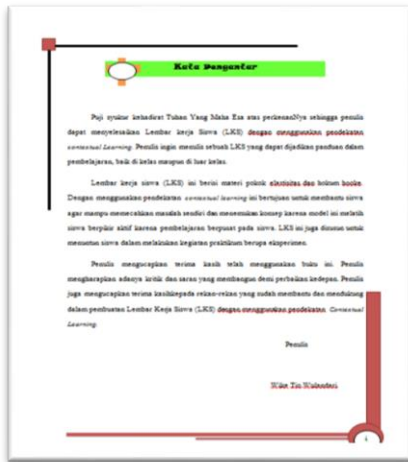 Kata Pengantar
Puji syukur kehadirat Tuhan Yang Maha Esa atas perkenanNya sehingga penulis
dapat menyelesaikan Lembar kerja Siswa (LKS) dengan menggunakan pendekatan
contextual Learning. Penulis ingin menulis sebuah LKS yang dapat dijadikan panduan dalam
pembelajaran, baik di kelas maupun di luar kelas.
Lembar kerja siswa (LKS) ini berisi materi pokok elastisitas dan hukum hooke.
Dengan menggunakan pendekatan contextual learning ini bertujuan untuk membantu siswa
agar mampu memecahkan masalah sendiri dan menemukan konsep karena model ini melatih
siswa berpikir aktif karena pembelajaran berpusat pada siswa. LKS ini juga disusun untuk
menuntun siswa dalam melakukan kegiatan praktikum berupa eksperimen.
Penulis mengucapkan terima kasih telah menggunakan buku ini. Penulis
mengharapkan adanya kritik dan saran yang membangun demi perbaikan kedepan. Penulis
juga mengucapkan terima kasihkepada rekan-rekan yang sudah membantu dan mendukung
dalam pembuatan Lembar Kerja Siswa (LKS) dengan menggunakan pendekatan Contextual
Learning.
Penulis
Wike Tin Wulandari
i